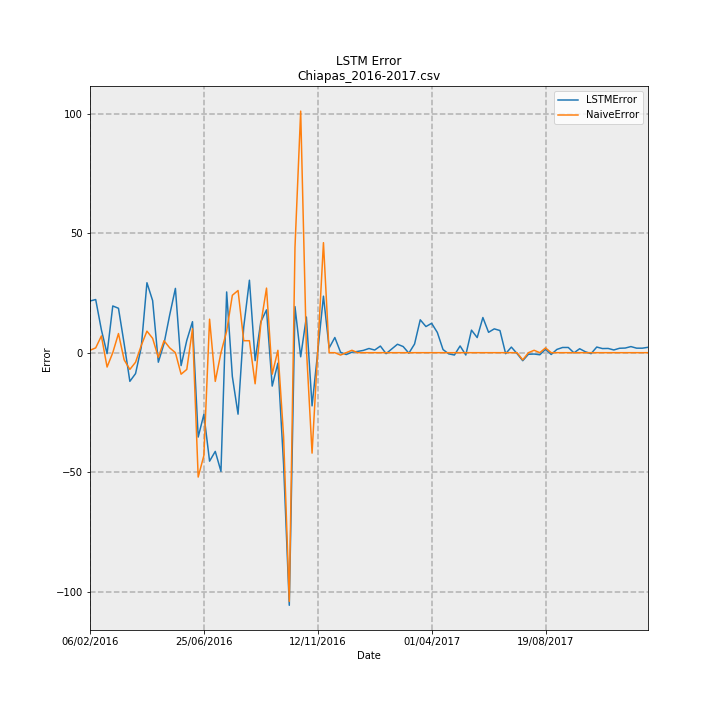 LSTM Error
Chiapas_2016-2017.csv
LSTMError
NaiveError
100
50
0
−50
−100
Error
06/02/2016
25/06/2016
12/11/2016
01/04/2017
19/08/2017
Date